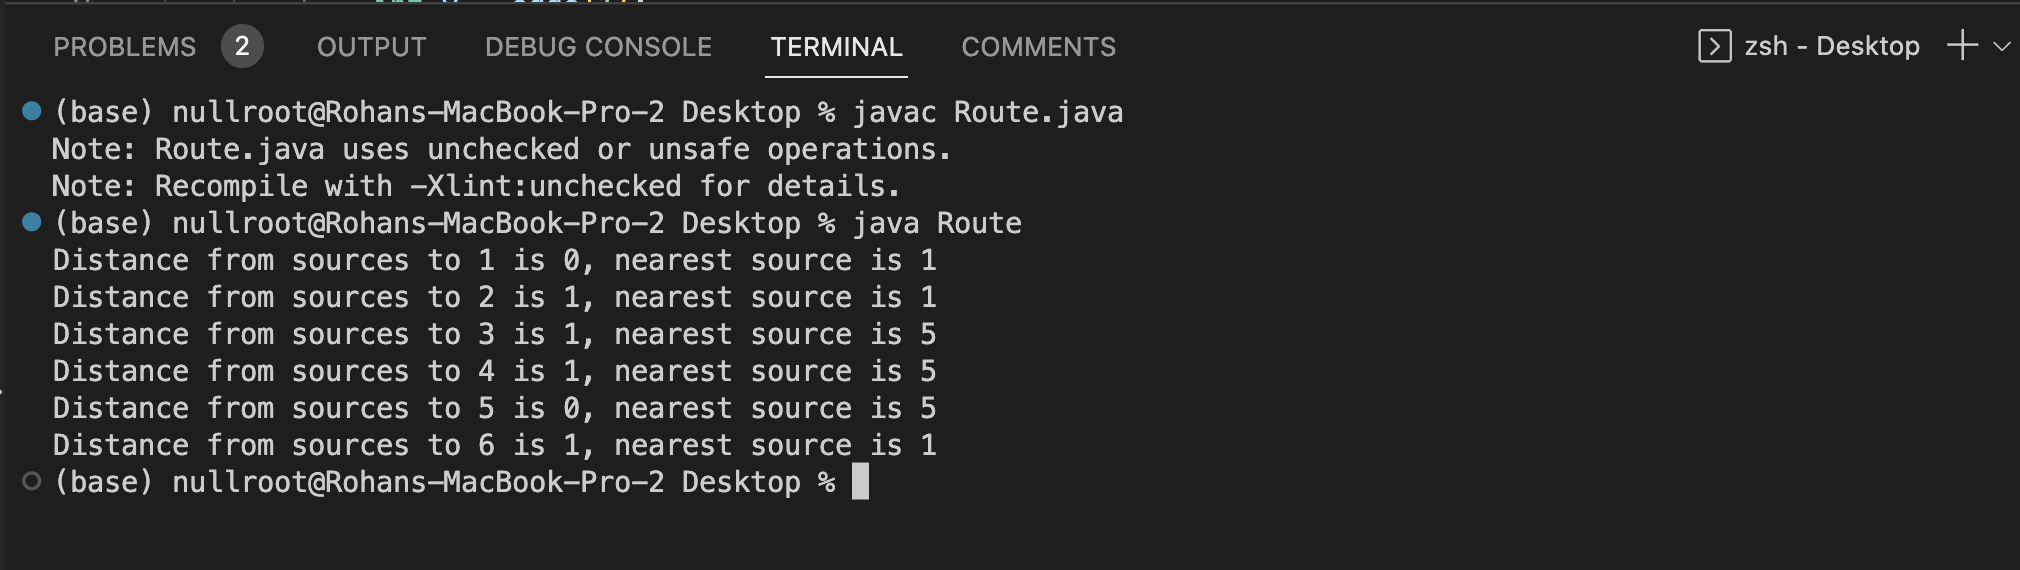 PROBLEMS 2 OUTPUT DEBUG CONSOLE TERMINAL COMMENTS zsh - Desktop
(base) nullroot@Rohans-MacBook-Pro-2 Desktop % javac Route.java
Note: Route.java uses unchecked or unsafe operations.
Note: Recompile with -Xlint:unchecked for details.
(base) nullroot@Rohans-MacBook-Pro-2 Desktop % java Route
Distance from sources to 1 is 0, nearest source is 1
Distance from sources to 2 is 1, nearest source is 1
Distance from sources to 3 is 1, nearest source is 5
Distance from sources to 4 is 1, nearest source is 5
Distance from sources to 5 is 0, nearest source is 5
Distance from sources to 6 is 1, nearest source is 1
(base) nullroot@Rohans-MacBook-Pro-2 Desktop %